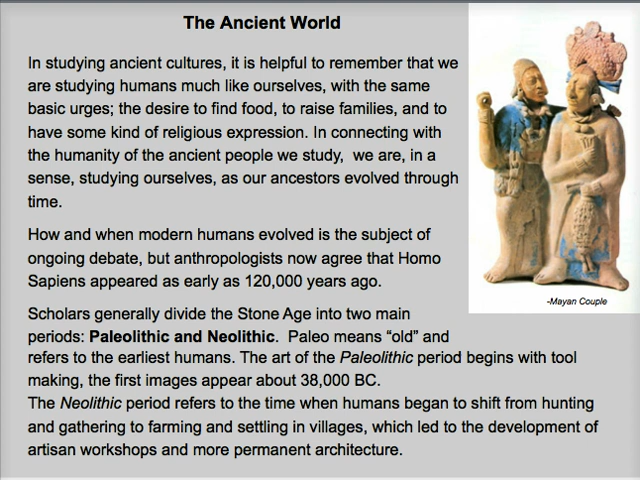 The Ancient World
In studying ancient cultures, it is helpful to remember that we
are studying humans much like ourselves, with the same
basic urges; the desire to find food, to raise families, and to
have some kind of religious expression. In connecting with
the humanity of the ancient people we study,  we are, in a
sense, studying ourselves, as our ancestors evolved through
time.
How and when modern humans evolved is the subject of
ongoing debate, but anthropologists now agree that Homo
Sapiens appeared as early as 120,000 years ago.
-Mayan Couple
Scholars generally divide the Stone Age into two main
periods: Paleolithic and Neolithic.  Paleo means “old” and
refers to the earliest humans. The art of the Paleolithic period begins with tool
making, the first images appear about 38,000 BC.
The Neolithic period refers to the time when humans began to shift from hunting
and gathering to farming and settling in villages, which led to the development of
artisan workshops and more permanent architecture.